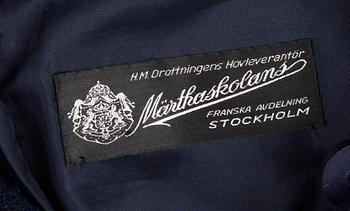 H.M. Drottningens Hovleverantör
Märthaskolans
FRANSKA AVDELNING
STOCKHOLM